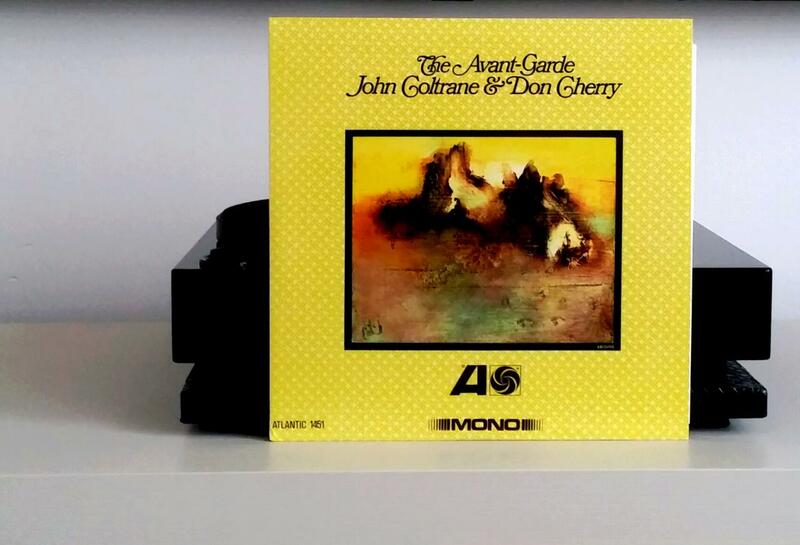 The Avant-Garde
John Coltrane & Don Cherry
A
ATLANTIC 1451
MONO